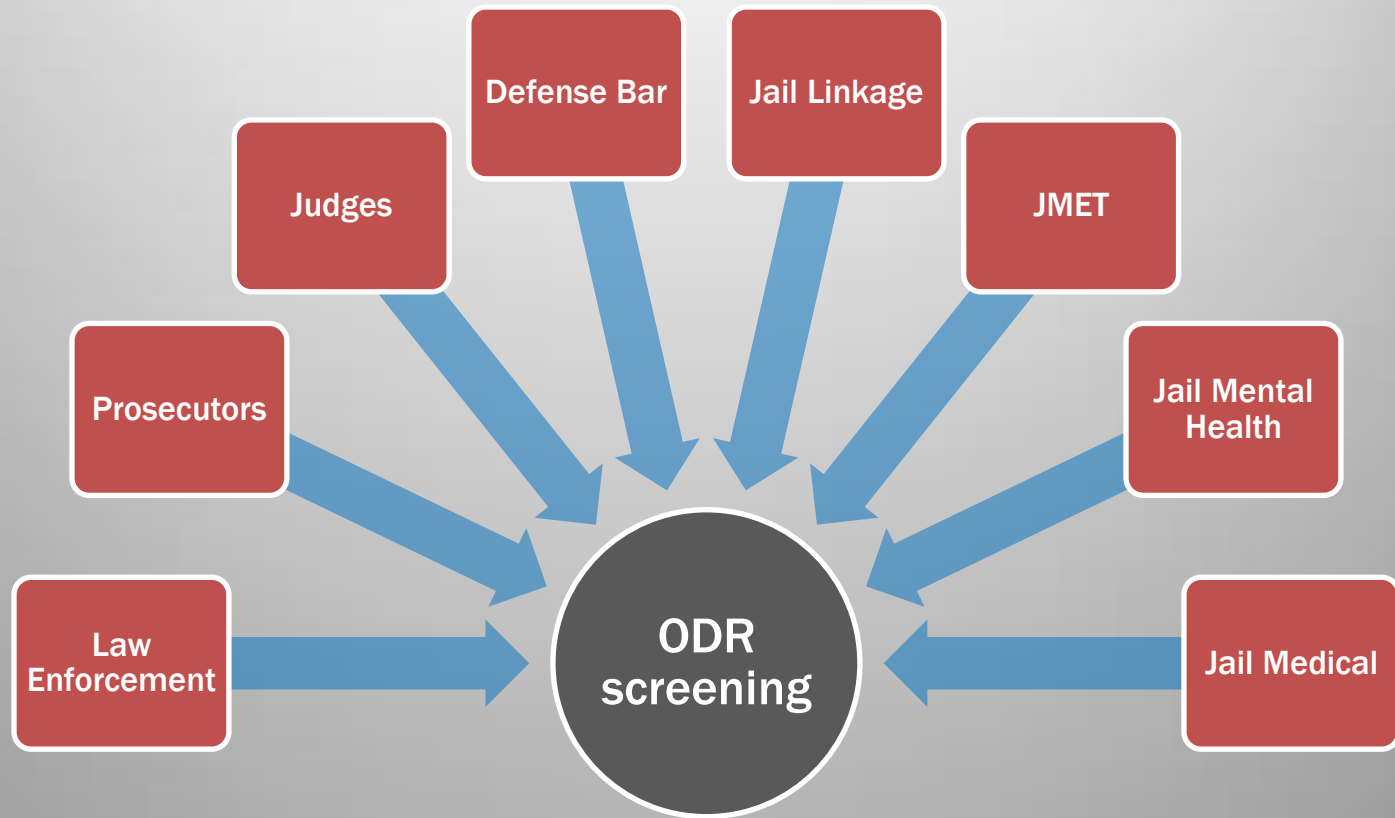 Defense Bar
Jail Linkage
Judges
JMET
Prosecutors
Jail Mental
Health
Law
Enforcement
ODR
screening
Jail Medical